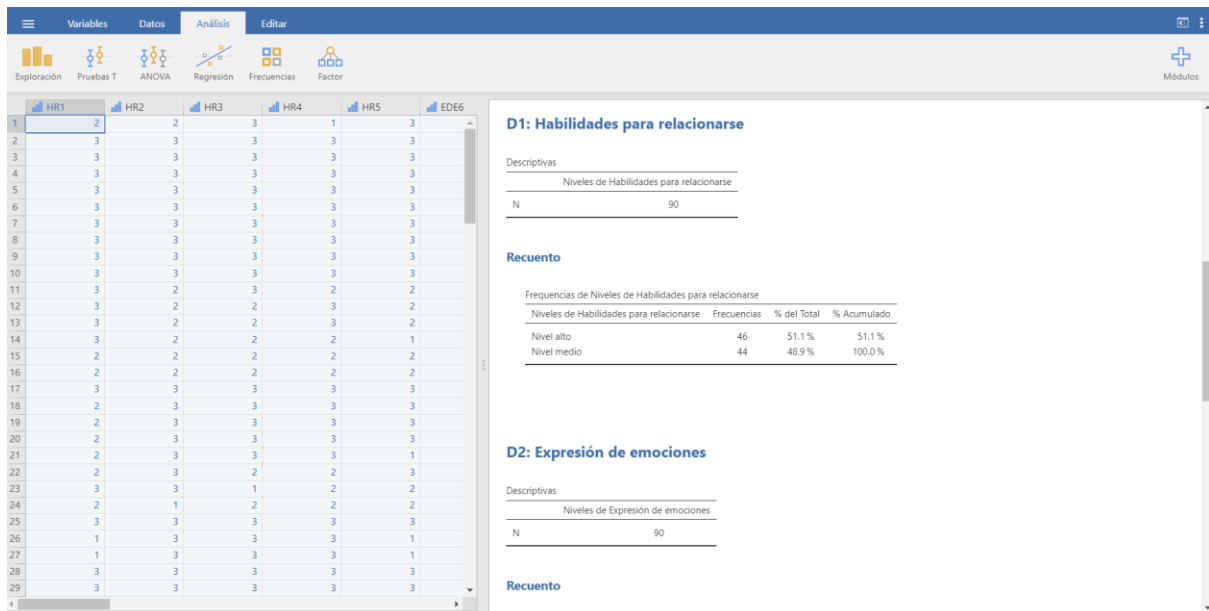 Variables Datos Análisis Editar
Exploración Pruebas T ANOVA Regresión Frecuencias Factor Módulos
HR1 HR2 HR3 HR4 HR5 EDE6
1 2 2 3 1 3
2 3 3 3 3 3
3 3 3 3 3 3
4 3 3 3 3 3
5 3 3 3 3 3
6 3 3 3 3 3
7 3 3 3 3 3
8 3 3 3 3 3
9 3 3 3 3 3
10 3 3 3 3 3
11 3 2 3 2 2
12 3 2 2 3 2
13 3 2 2 3 2
14 3 2 2 2 1
15 2 2 2 2 2
16 2 2 2 2 2
17 3 3 3 3 3
18 2 3 3 3 3
19 2 3 3 3 3
20 2 3 3 3 3
21 2 3 3 3 1
22 2 3 2 2 3
23 3 3 1 2 2
24 2 1 2 2 2
25 3 3 3 3 3
26 1 3 3 3 1
27 1 3 3 3 1
28 3 3 3 3 3
29 3 3 3 3 3
D1: Habilidades para relacionarse
Descriptivas
Niveles de Habilidades para relacionarse
N 90
Recuento
Frequencias de Niveles de Habilidades para relacionarse
Niveles de Habilidades para relacionarse Frecuencias % del Total % Acumulado
Nivel alto 46 51.1 % 51.1 %
Nivel medio 44 48.9 % 100.0 %
D2: Expresión de emociones
Descriptivas
Niveles de Expresión de emociones
N 90
Recuento